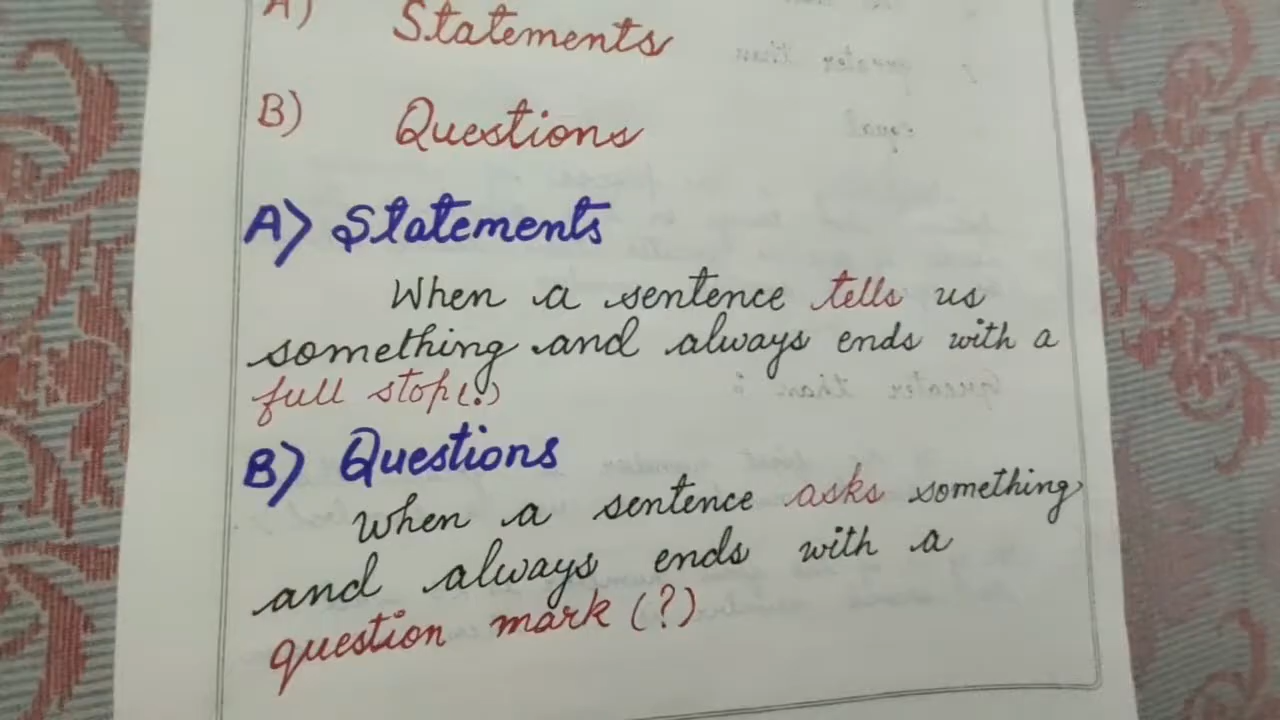 A) Statements
B) Questions
A) Statements
When a sentence tells us
something and always ends with a
full stop(.)
B) Questions
When a sentence asks something
and always ends with a
question mark (?)